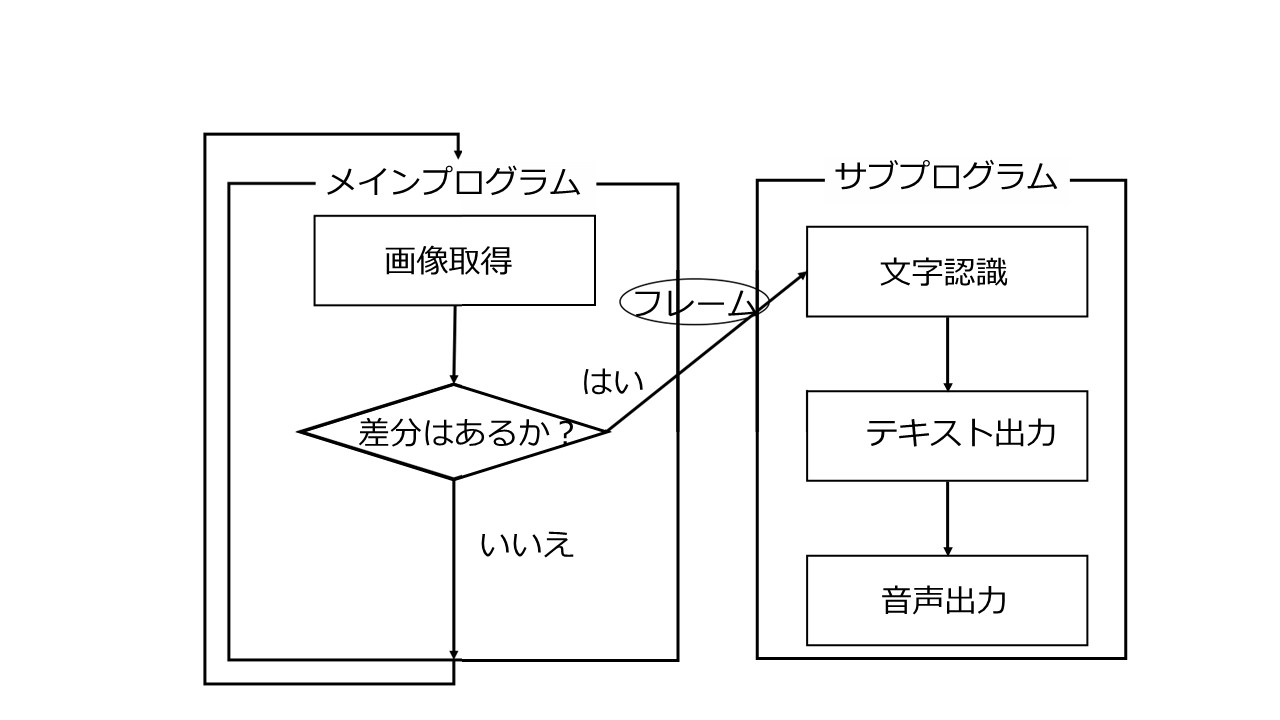 メインプログラム
画像取得
差分はあるか？
はい
いいえ
フレーム
サブプログラム
文字認識
テキスト出力
音声出力